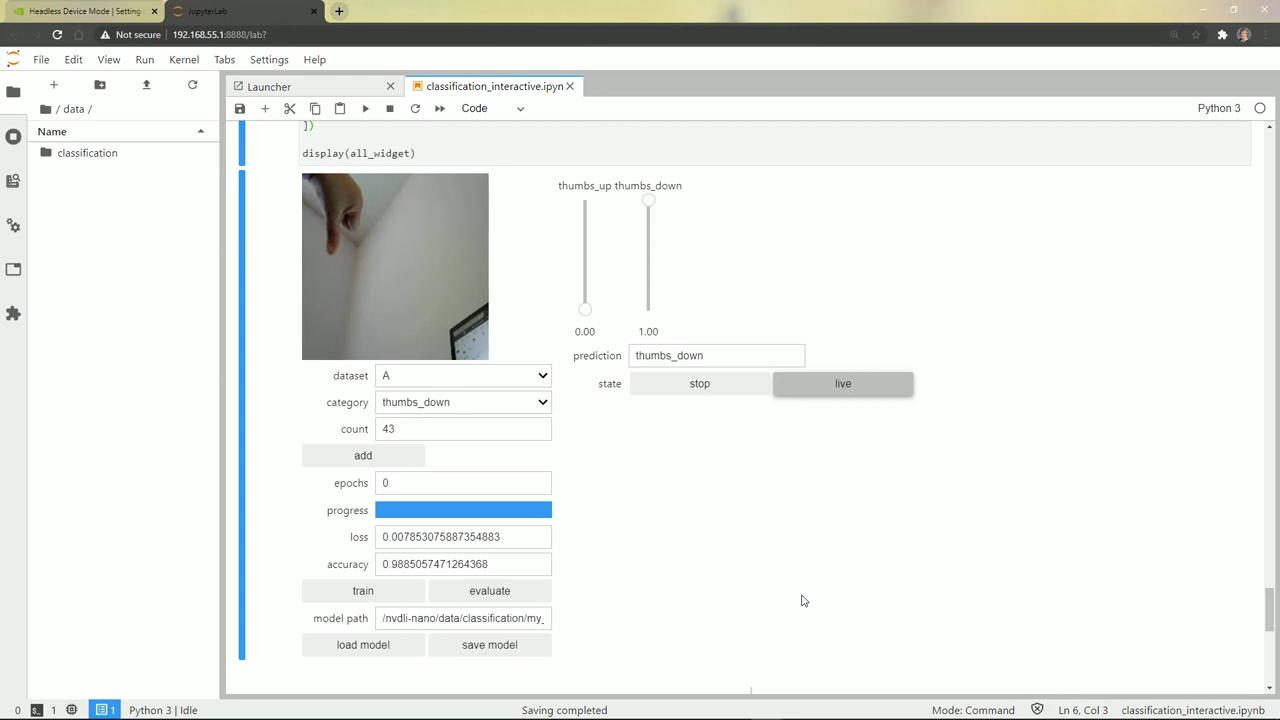 Headless Device Mode | Setting
JupyterLab
Not secure
192.168.55.1:8888/lab?
File Edit View Run Kernel Tabs Settings Help
Launcher
classification_interactive.ipyn
/ data /
Code
Python 3
Name
classification
])
display(all_widget)
thumbs_up thumbs_down
0.00 1.00
prediction thumbs_down
state stop live
dataset A
category thumbs_down
count 43
add
epochs 0
progress
loss 0.007853075887354883
accuracy 0.9885057471264368
train evaluate
model path /nvdli-nano/data/classification/my_
load model save model
0 1 1 Python 3 | Idle Saving completed Mode: Command Ln 6, Col 3 classification_interactive.ipynb